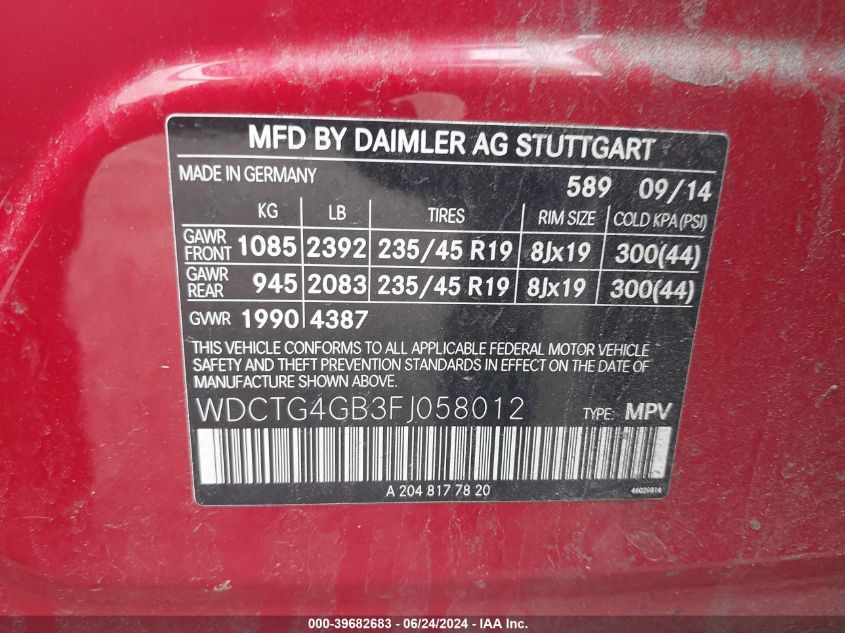 MFD BY DAIMLER AG STUTTGART
MADE IN GERMANY 589 09/14
KG LB TIRES RIM SIZE COLD KPA (PSI)
GAWR FRONT 1085 2392 235/45 R19 8Jx19 300(44)
GAWR REAR 945 2083 235/45 R19 8Jx19 300(44)
GVWR 1990 4387
THIS VEHICLE CONFORMS TO ALL APPLICABLE FEDERAL MOTOR VEHICLE
SAFETY AND THEFT PREVENTION STANDARDS IN EFFECT ON THE DATE OF
MANUFACTURE SHOWN ABOVE.
WDCTG4GB3FJ058012 TYPE: MPV
A 204 817 78 20 46039814
000-39682683 / 06/24/2024 - IAA Inc.